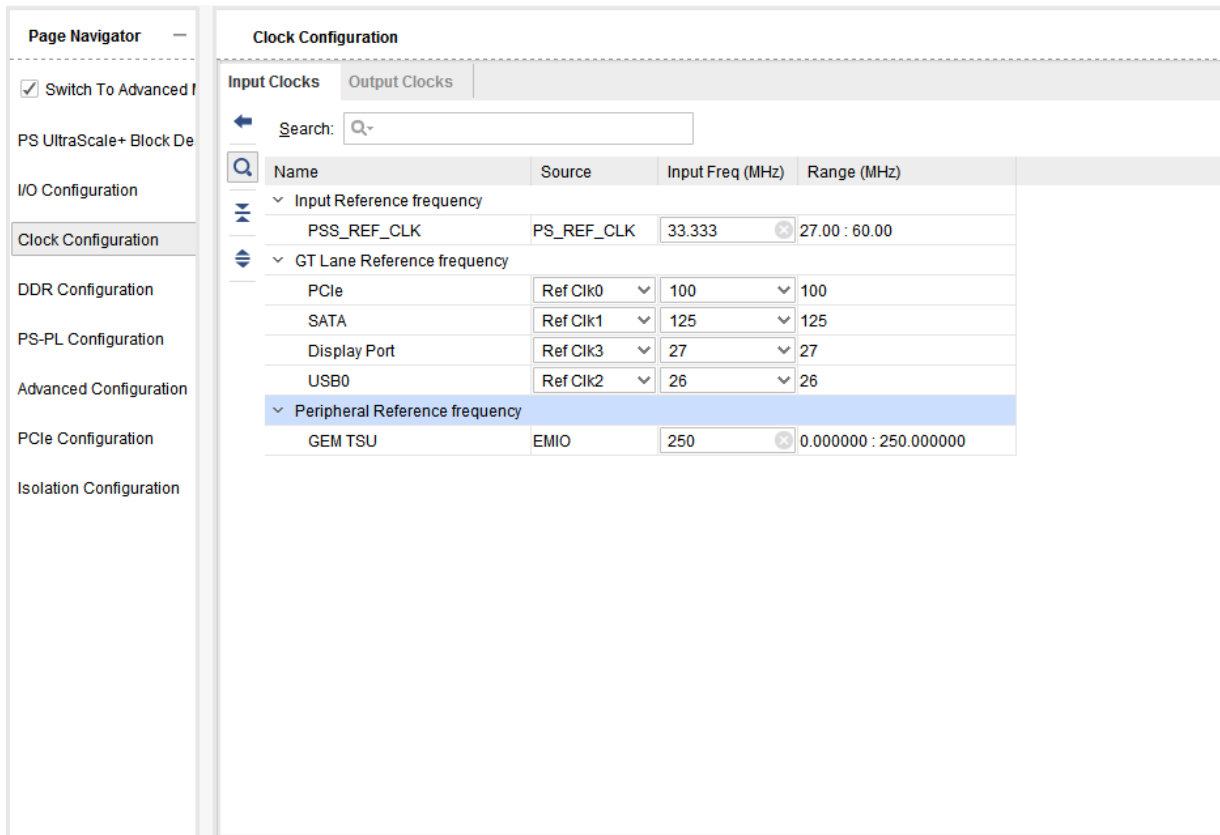 Page Navigator
Switch To Advanced
PS UltraScale+ Block De
I/O Configuration
Clock Configuration
DDR Configuration
PS-PL Configuration
Advanced Configuration
PCIe Configuration
Isolation Configuration
Clock Configuration
Input Clocks Output Clocks
Search:
Name Source Input Freq (MHz) Range (MHz)
Input Reference frequency
PSS_REF_CLK PS_REF_CLK 33.333 27.00 : 60.00
GT Lane Reference frequency
PCIe Ref Clk0 100 100
SATA Ref Clk1 125 125
Display Port Ref Clk3 27 27
USB0 Ref Clk2 26 26
Peripheral Reference frequency
GEM TSU EMIO 250 0.000000 : 250.000000